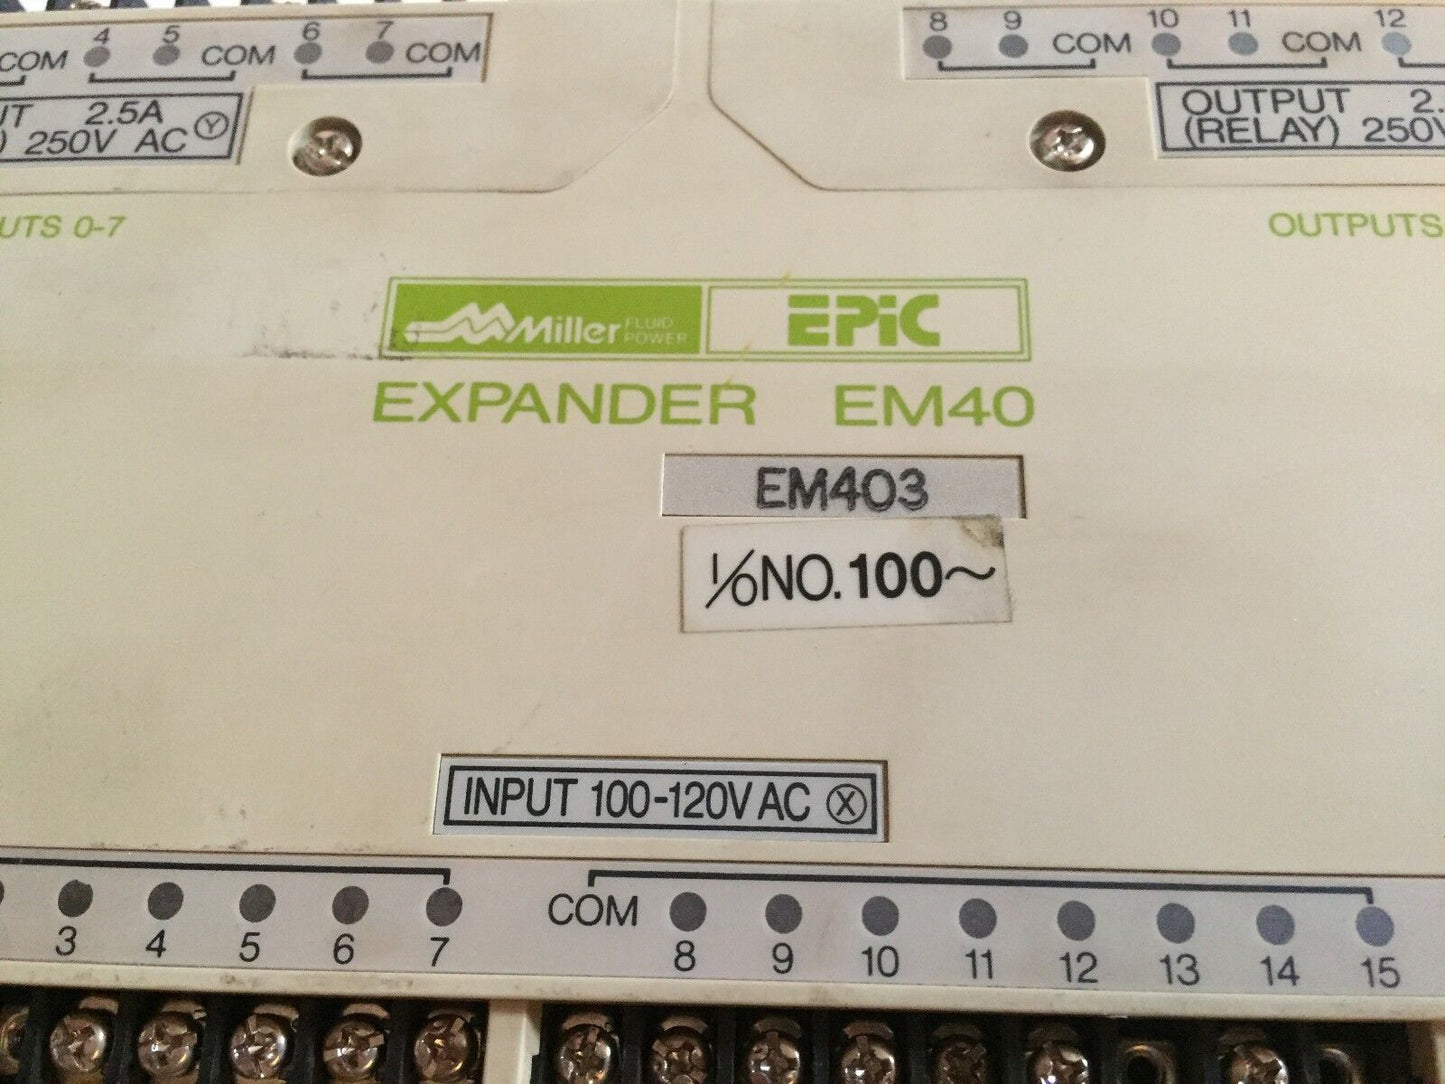 COM 4 5 COM 6 7 COM
2.5A
250V AC Y
8 9 COM 10 11 COM 12
OUTPUT 2.
(RELAY) 250V
0-7
OUTPUTS
Miller FLUID POWER EPiC
EXPANDER EM40
EM403
I/O NO. 100~
INPUT 100-120V AC X
COM
3 4 5 6 7 8 9 10 11 12 13 14 15